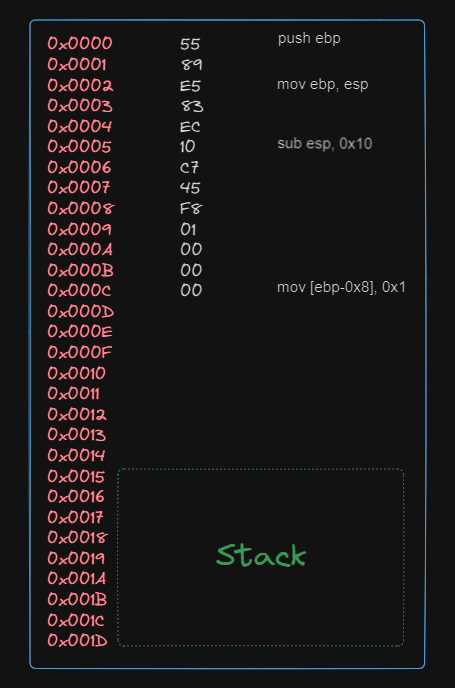 0x0000 55 push ebp
0x0001 89
0x0002 E5 mov ebp, esp
0x0003 83
0x0004 EC
0x0005 10 sub esp, 0x10
0x0006 C7
0x0007 45
0x0008 F8
0x0009 01
0x000A 00
0x000B 00
0x000C 00 mov [ebp-0x8], 0x1
0x000D
0x000E
0x000F
0x0010
0x0011
0x0012
0x0013
0x0014
0x0015
0x0016
0x0017
0x0018
0x0019 Stack
0x001A
0x001B
0x001C
0x001D